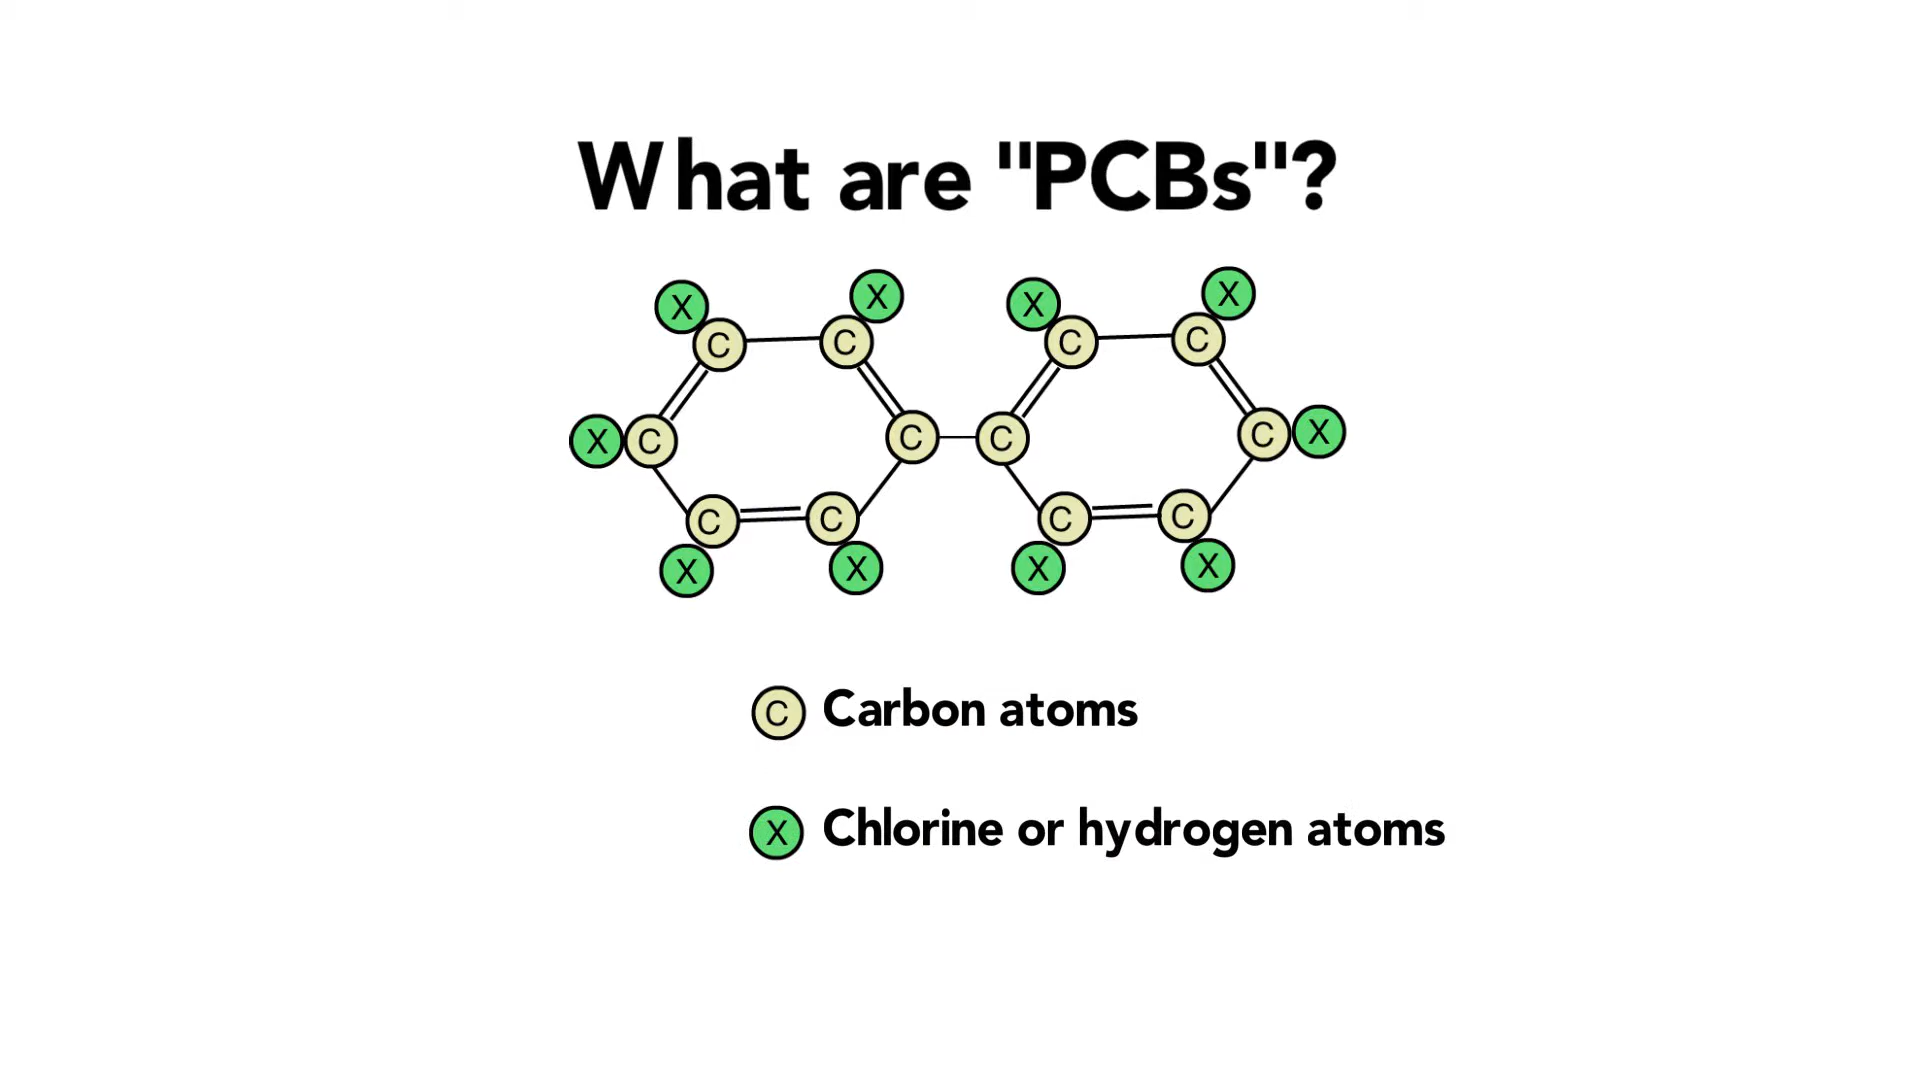 What are "PCBs"?
X X X X
C C C C
X C C C C X
C C C C
X X X X
C Carbon atoms
X Chlorine or hydrogen atoms